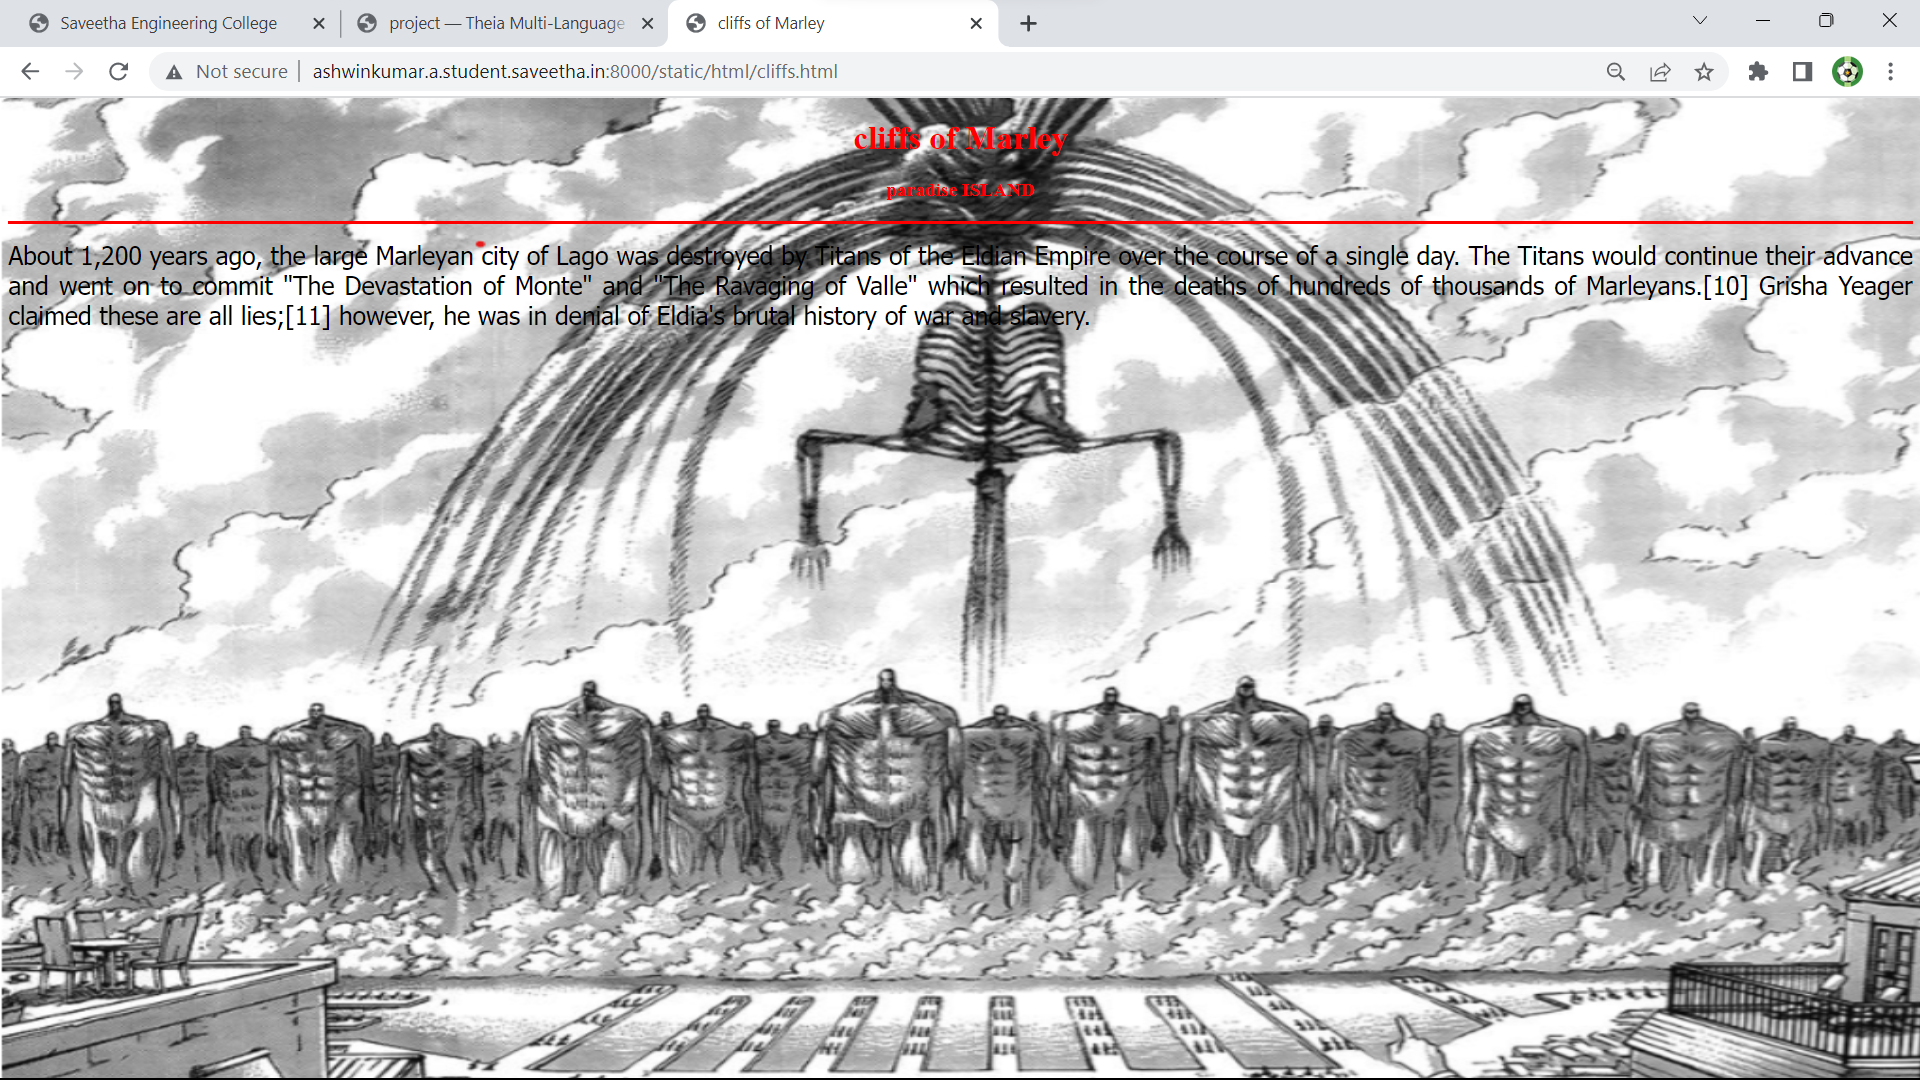 Saveetha Engineering College
project — Theia Multi-Language
cliffs of Marley
Not secure
ashwinkumar.a.student.saveetha.in:8000/static/html/cliffs.html
cliffs of Marley
paradise ISLAND
About 1,200 years ago, the large Marleyan city of Lago was destroyed by Titans of the Eldian Empire over the course of a single day. The Titans would continue their advance
and went on to commit "The Devastation of Monte" and "The Ravaging of Valle" which resulted in the deaths of hundreds of thousands of Marleyans.[10] Grisha Yeager
claimed these are all lies;[11] however, he was in denial of Eldia's brutal history of war and slavery.